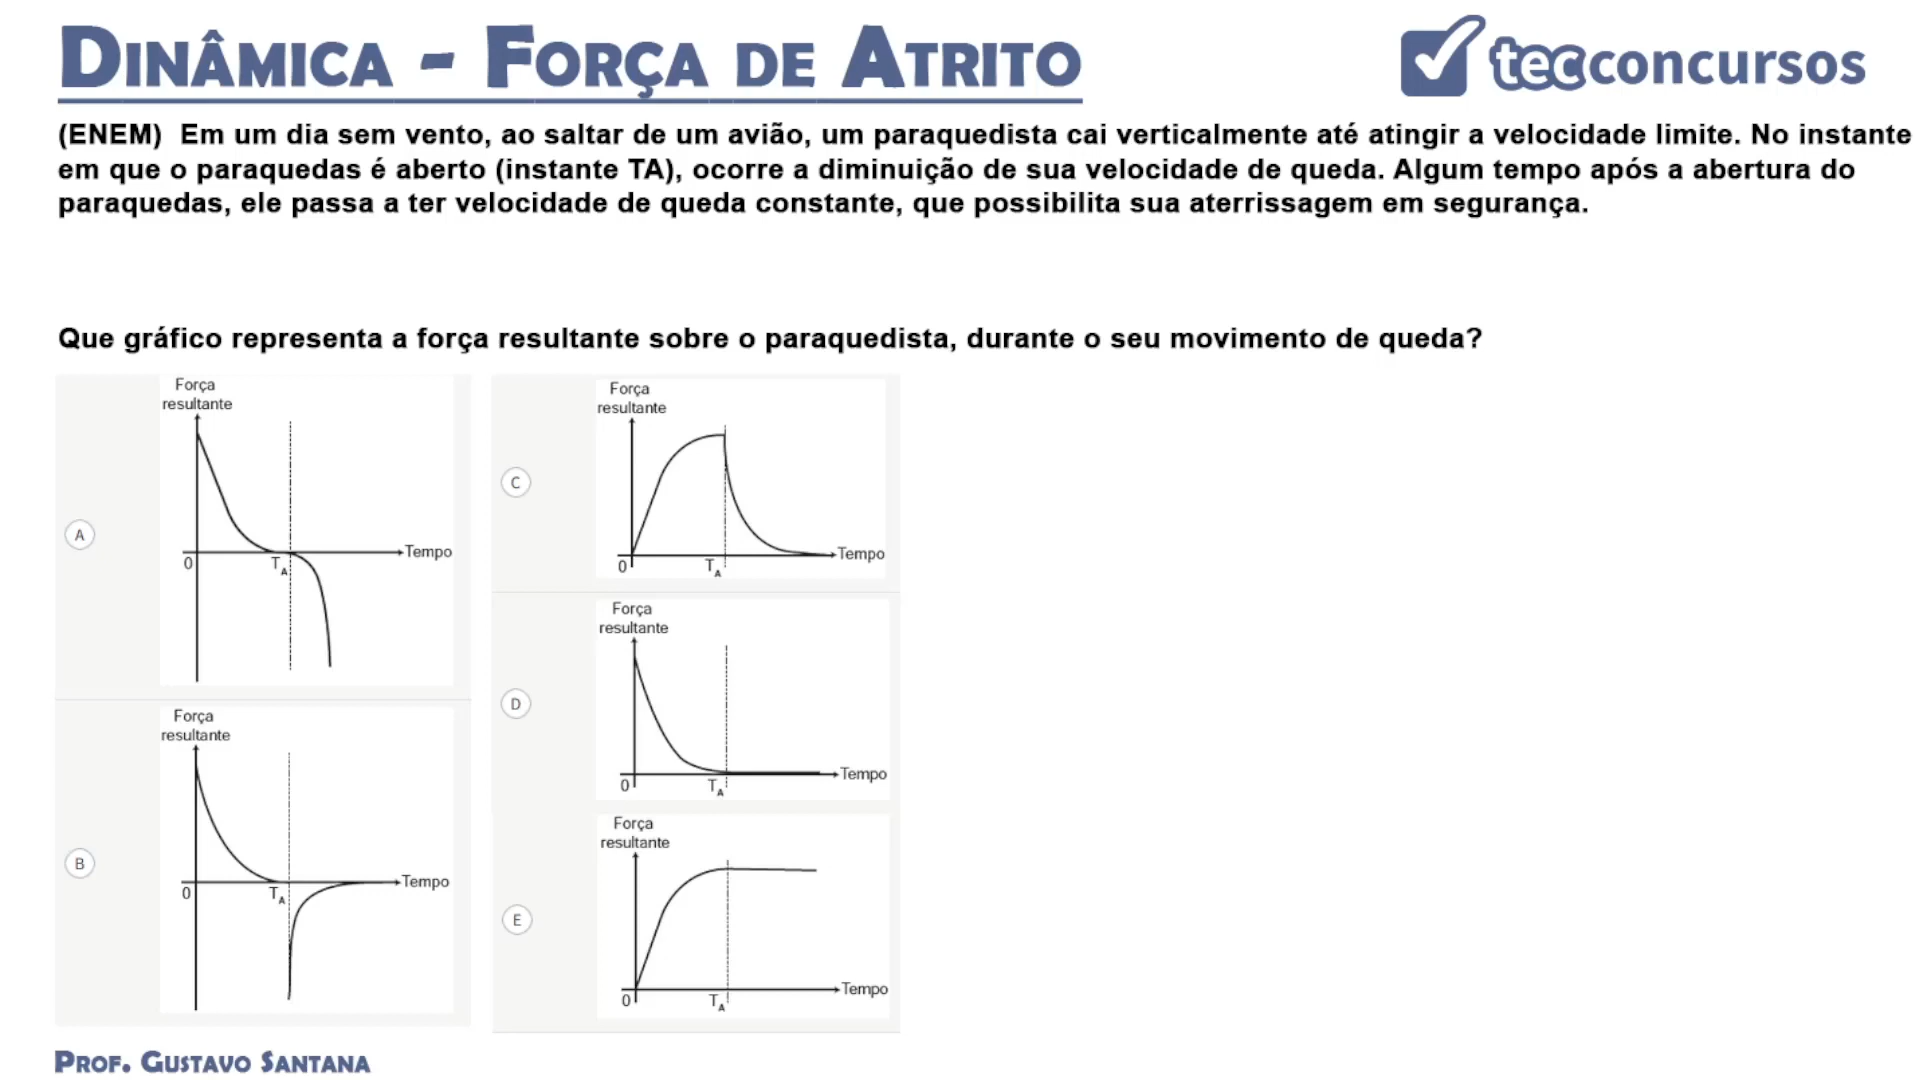 DINÂMICA - FORÇA DE ATRITO
tecconcursos
(ENEM) Em um dia sem vento, ao saltar de um avião, um paraquedista cai verticalmente até atingir a velocidade limite. No instante
em que o paraquedas é aberto (instante TA), ocorre a diminuição de sua velocidade de queda. Algum tempo após a abertura do
paraquedas, ele passa a ter velocidade de queda constante, que possibilita sua aterrissagem em segurança.
Que gráfico representa a força resultante sobre o paraquedista, durante o seu movimento de queda?
A
Força
resultante
0
TA
Tempo
B
Força
resultante
0
TA
Tempo
C
Força
resultante
0
TA
Tempo
D
Força
resultante
0
TA
Tempo
E
Força
resultante
0
TA
Tempo
PROF. GUSTAVO SANTANA